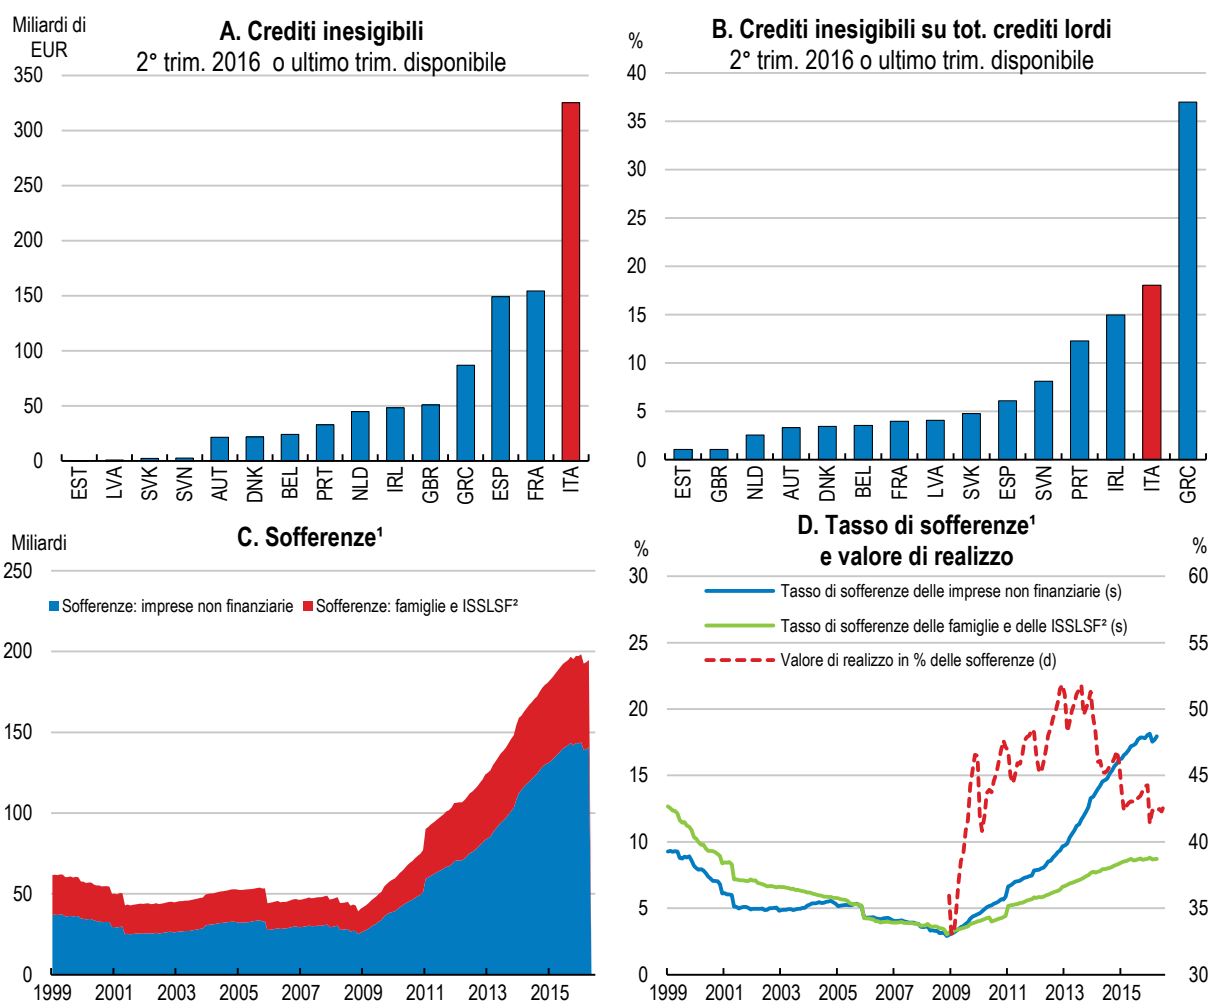 Miliardi di
EUR
A. Crediti inesigibili
2° trim. 2016 o ultimo trim. disponibile
350
300
250
200
150
100
50
0
EST LVA SVK SVN AUT DNK BEL PRT NLD IRL GBR GRC ESP FRA ITA
%
B. Crediti inesigibili su tot. crediti lordi
2° trim. 2016 o ultimo trim. disponibile
40
35
30
25
20
15
10
5
0
EST GBR NLD AUT DNK BEL FRA LVA SVK ESP SVN PRT IRL ITA GRC
Miliardi
C. Sofferenze¹
250
Sofferenze: imprese non finanziarie Sofferenze: famiglie e ISSLSF²
200
150
100
50
0
1999 2001 2003 2005 2007 2009 2011 2013 2015
D. Tasso di sofferenze¹
e valore di realizzo
%
%
30
25
20
15
10
5
0
Tasso di sofferenze delle imprese non finanziarie (s)
Tasso di sofferenze delle famiglie e delle ISSLSF² (s)
Valore di realizzo in % delle sofferenze (d)
60
55
50
45
40
35
30
1999 2001 2003 2005 2007 2009 2011 2013 2015